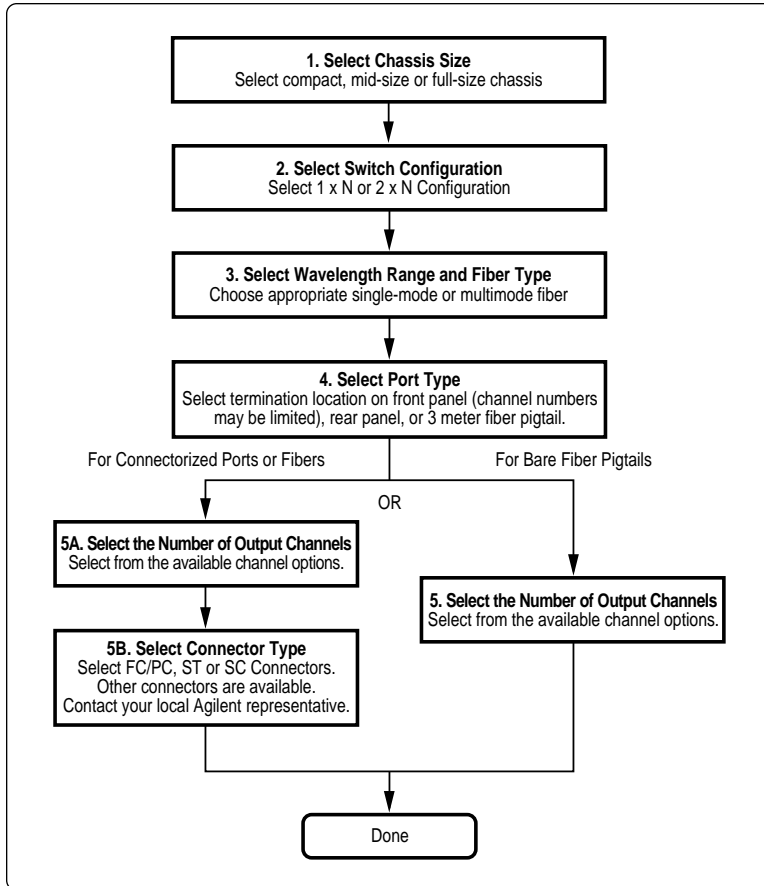 1. Select Chassis Size
Select compact, mid-size or full-size chassis
2. Select Switch Configuration
Select 1 x N or 2 x N Configuration
3. Select Wavelength Range and Fiber Type
Choose appropriate single-mode or multimode fiber
4. Select Port Type
Select termination location on front panel (channel numbers
may be limited), rear panel, or 3 meter fiber pigtail.
For Connectorized Ports or Fibers
For Bare Fiber Pigtails
OR
5A. Select the Number of Output Channels
Select from the available channel options.
5B. Select Connector Type
Select FC/PC, ST or SC Connectors.
Other connectors are available.
Contact your local Agilent representative.
5. Select the Number of Output Channels
Select from the available channel options.
Done